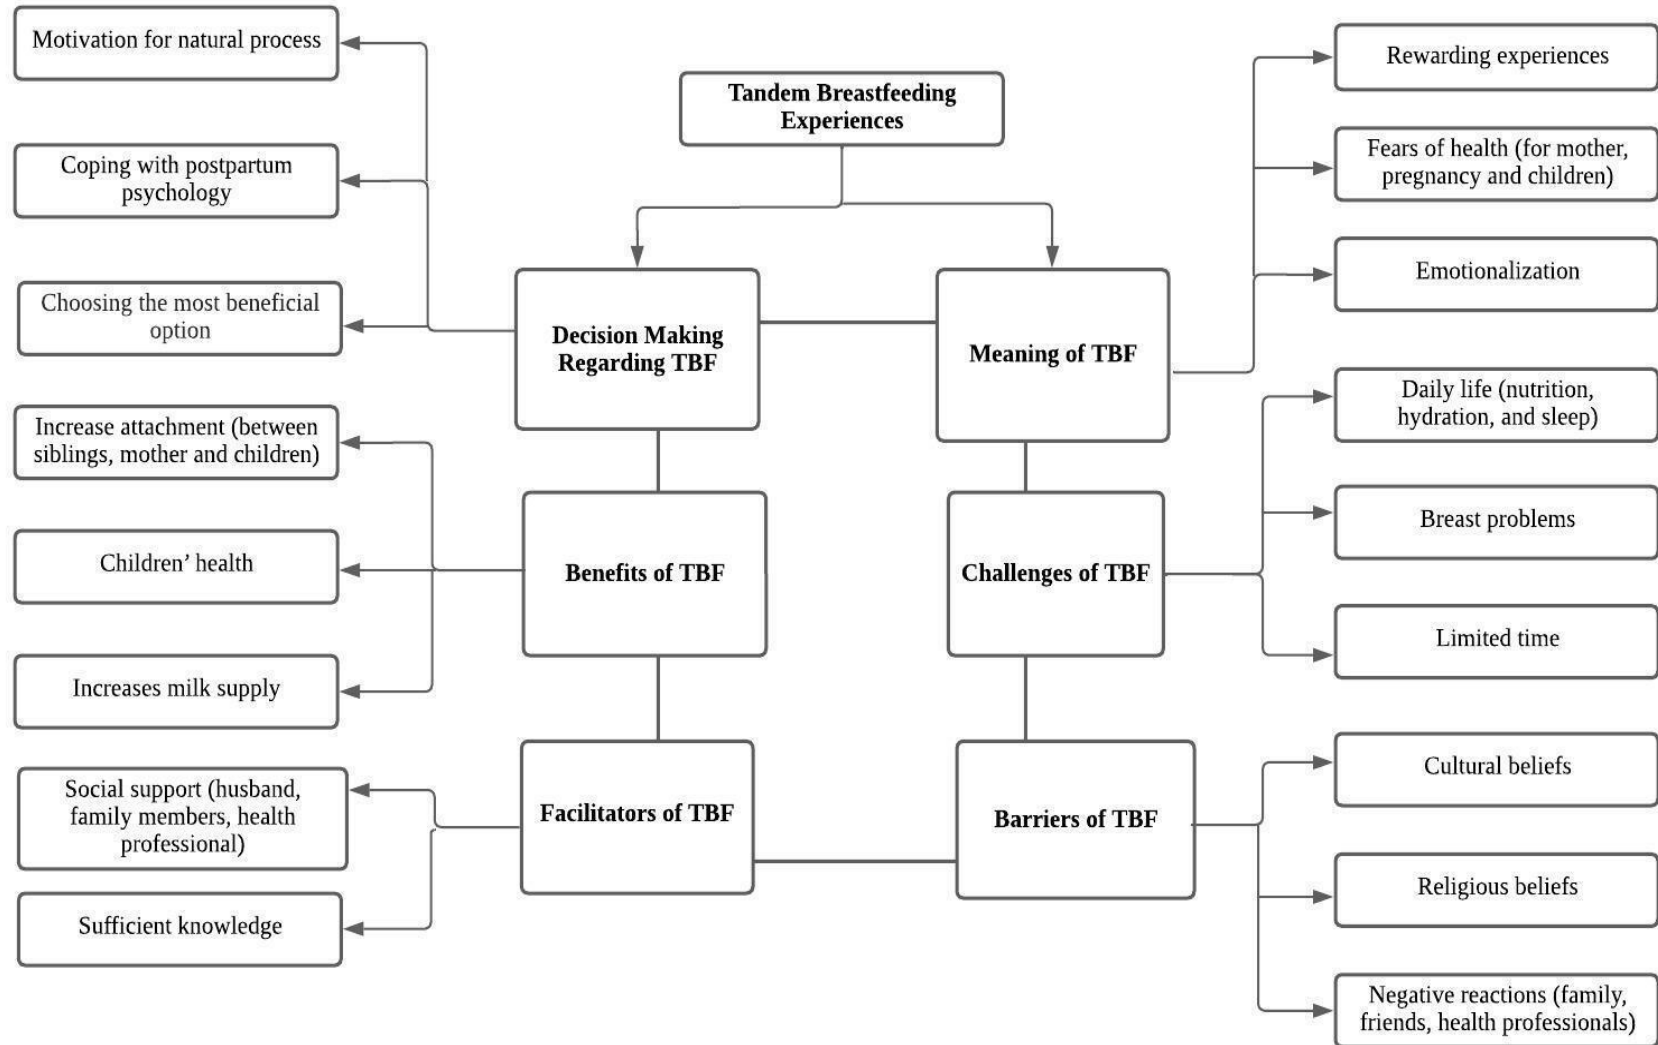 Tandem Breastfeeding
Experiences
Motivation for natural process
Coping with postpartum
psychology
Choosing the most beneficial
option
Decision Making
Regarding TBF
Meaning of TBF
Rewarding experiences
Fears of health (for mother,
pregnancy and children)
Emotionalization
Increase attachment (between
siblings, mother and children)
Children’ health
Increases milk supply
Benefits of TBF
Challenges of TBF
Daily life (nutrition,
hydration, and sleep)
Breast problems
Limited time
Social support (husband,
family members, health
professional)
Sufficient knowledge
Facilitators of TBF
Barriers of TBF
Cultural beliefs
Religious beliefs
Negative reactions (family,
friends, health professionals)